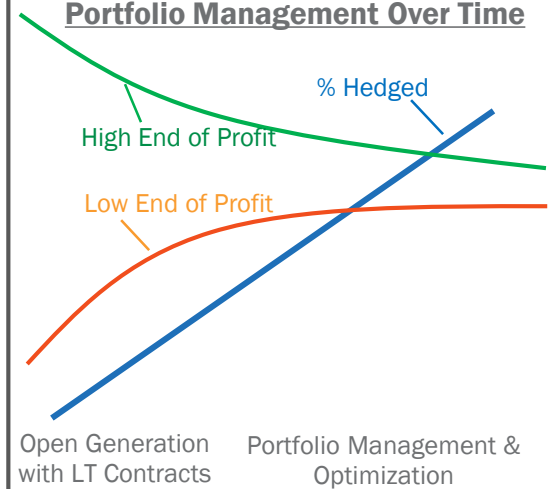 Portfolio Management Over Time
% Hedged
High End of Profit
Low End of Profit
Open Generation
with LT Contracts
Portfolio Management &
Optimization